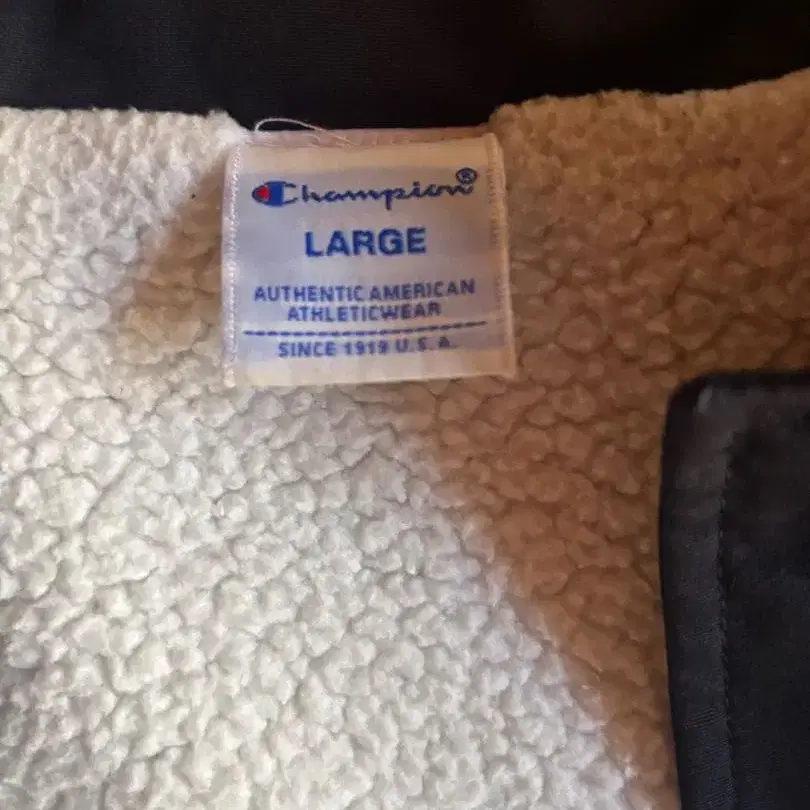 Champion®
LARGE
AUTHENTIC AMERICAN
ATHLETICWEAR
SINCE 1919 U.S.A.